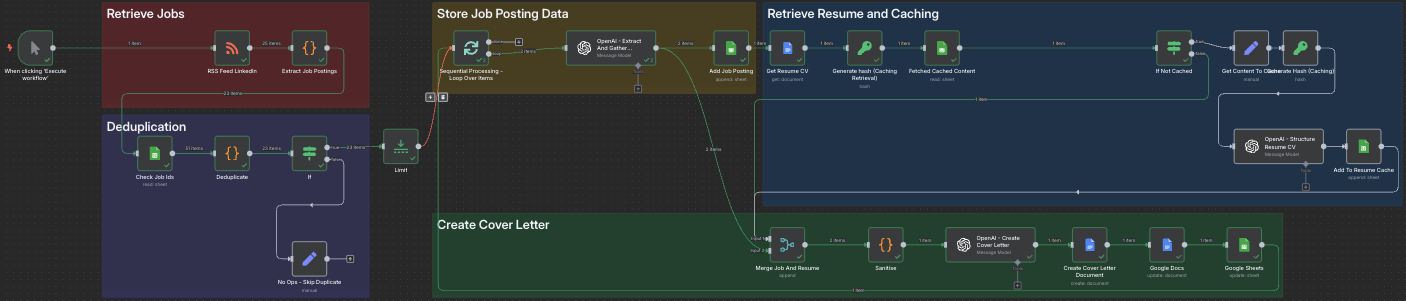 Retrieve Jobs
When clicking 'Execute
workflow'
1 item
RSS Feed LinkedIn
25 items
Extract Job Postings
23 items
Deduplication
Check Job Ids
read: sheet
51 items
Deduplicate
23 items
If
true
23 items
false
No Ops - Skip Duplicate
manual
Limit
Store Job Posting Data
Sequential Processing -
Loop Over Items
2 items
OpenAI - Extract
And Gather...
Message Model
2 items
Add Job Posting
append: sheet
2 items
Retrieve Resume and Caching
1 item
Get Resume CV
get: document
1 item
Generate hash (Caching
Retrieval)
hash
1 item
Fetched Cached Content
read: sheet
1 item
If Not Cached
true
false
manual
Generate Hash (Caching)
hash
1 item
OpenAI - Structure
Resume CV
Message Model
Add To Resume Cache
append: sheet
Create Cover Letter
Input 1
Input 2
Merge Job And Resume
append
2 items
Sanitise
1 item
OpenAI - Create
Cover Letter
Message Model
1 item
Create Cover Letter
Document
create: document
1 item
Google Docs
update: document
1 item
Google Sheets
update: sheet
1 item